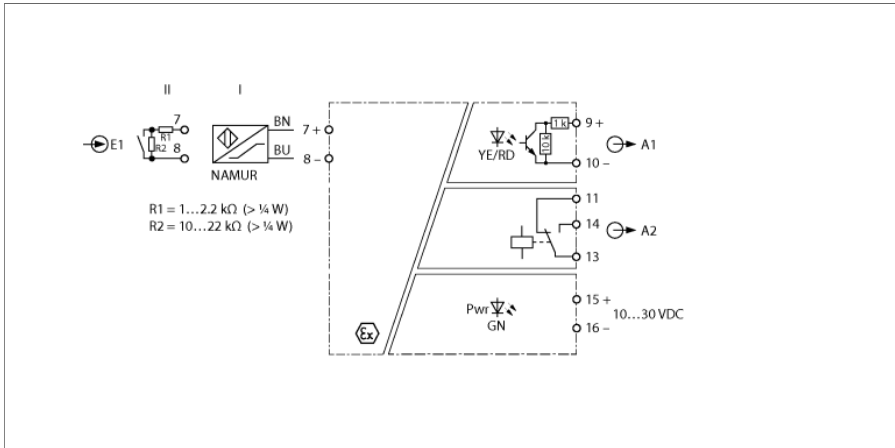 II
I
E1
7
8
R1
R2
BN
BU
7 +
8 –
NAMUR
R1 = 1…2.2 kΩ (> ¼ W)
R2 = 10…22 kΩ (> ¼ W)
YE/RD
1 k
10 k
9 +
10 –
A1
11
14
13
A2
Pwr
GN
15 +
16 –
10…30 VDC
Ex